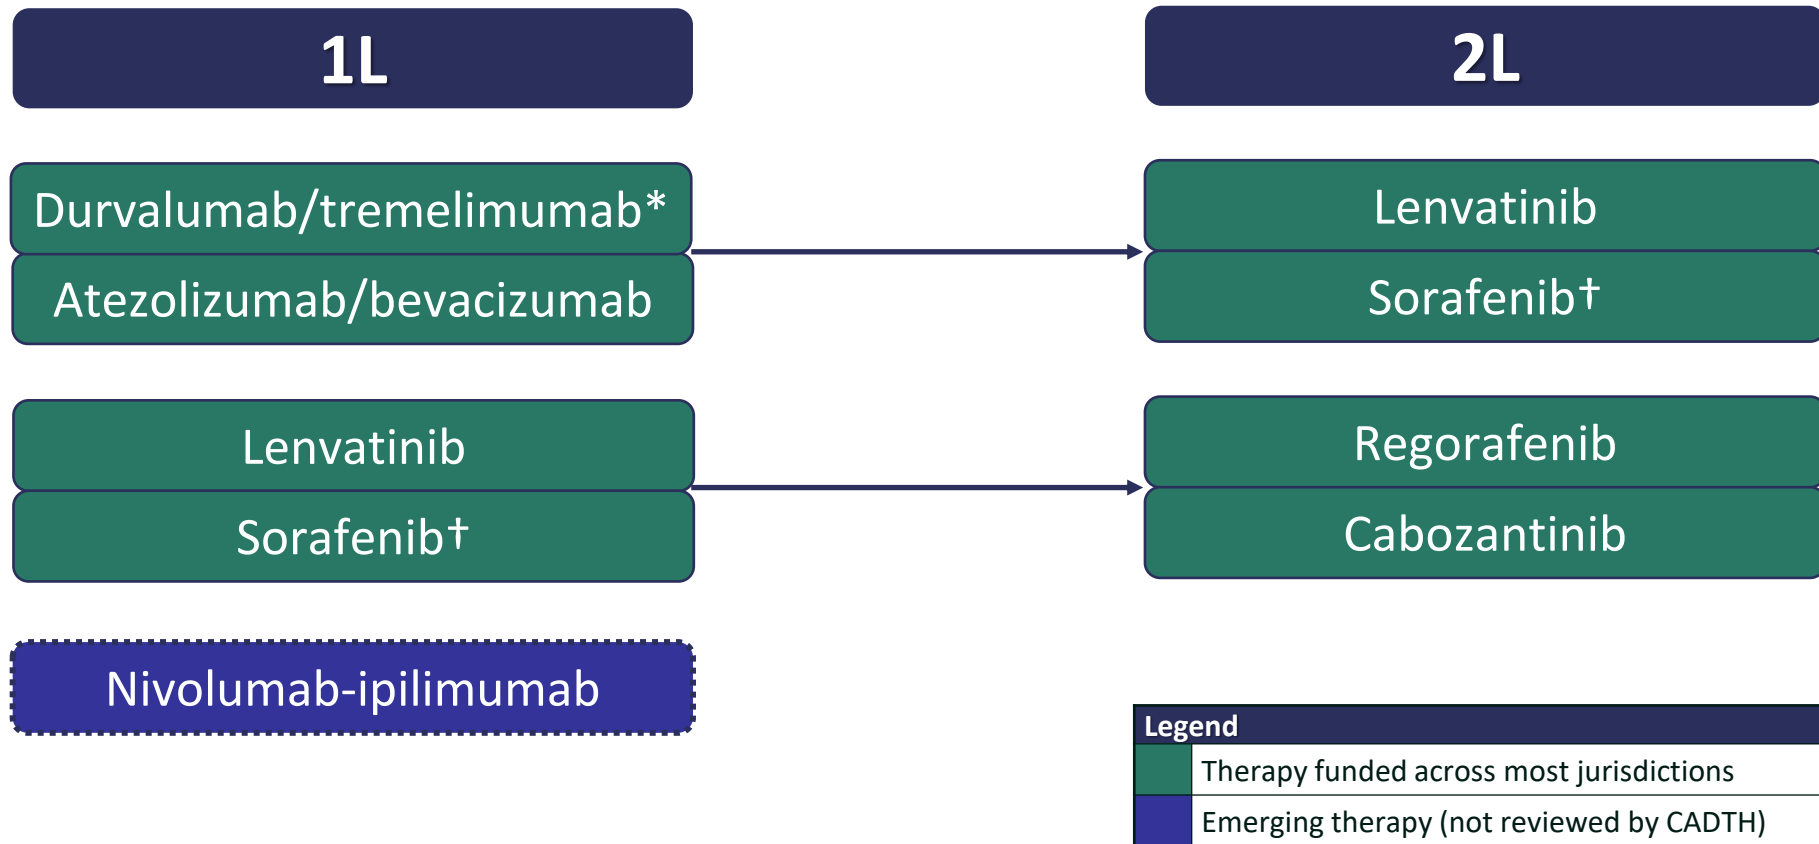 1L
2L
Durvalumab/tremelimumab*
Atezolizumab/bevacizumab
Lenvatinib
Sorafenib†
Lenvatinib
Sorafenib†
Regorafenib
Cabozantinib
Nivolumab-ipilimumab
Legend
Therapy funded across most jurisdictions
Emerging therapy (not reviewed by CADTH)